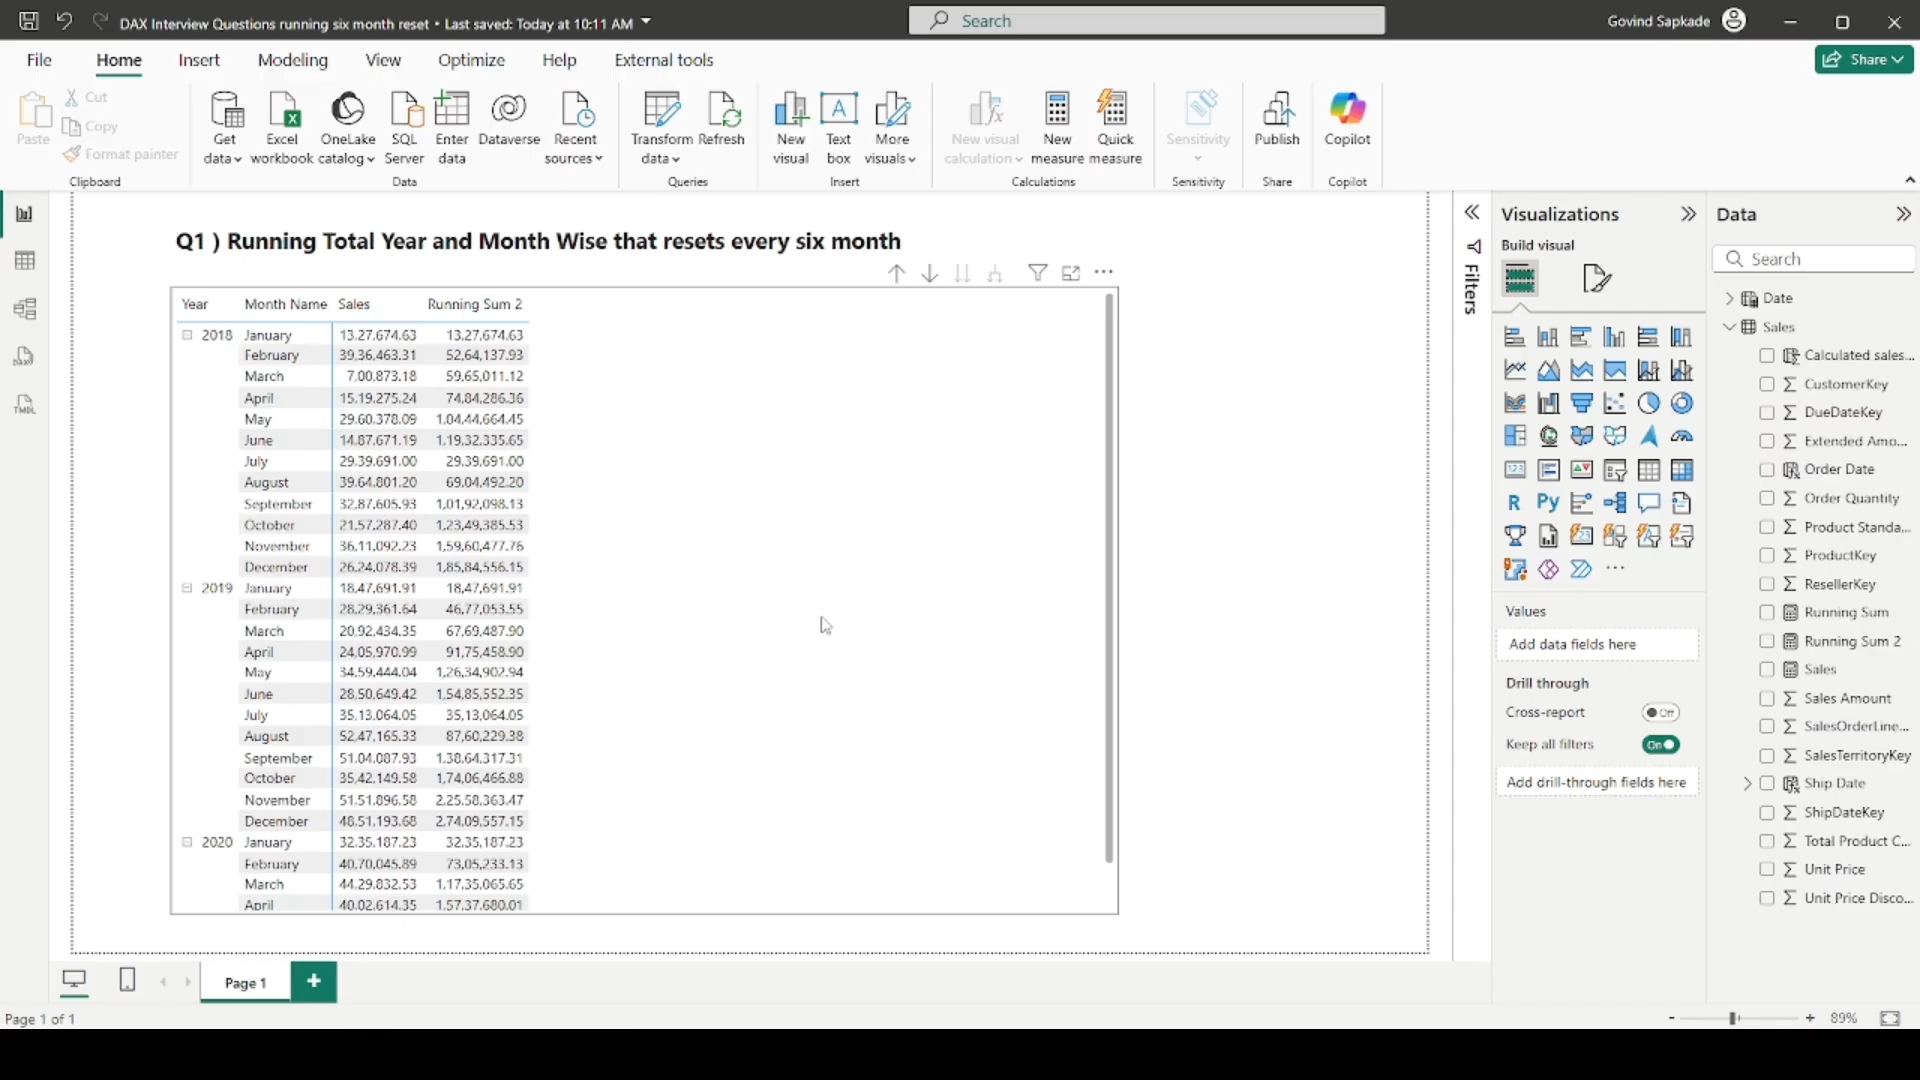 DAX Interview Questions running six month reset • Last saved: Today at 10:11 AM
Search
Govind Sapkade
File Home Insert Modeling View Optimize Help External tools
Share
Paste
Cut
Copy
Format painter
Clipboard
Get data
Excel workbook
OneLake catalog
SQL Server
Enter data
Dataverse
Recent sources
Data
Transform data
Refresh
Queries
New visual
Text box
More visuals
Insert
New visual calculation
New measure
Quick measure
Calculations
Sensitivity
Sensitivity
Publish
Share
Copilot
Copilot
Q1 ) Running Total Year and Month Wise that resets every six month
Year Month Name Sales Running Sum 2
2018 January 13,27,674.63 13,27,674.63
February 39,36,463.31 52,64,137.93
March 7,00,873.18 59,65,011.12
April 15,19,275.24 74,84,286.36
May 29,60,378.09 1,04,44,664.45
June 14,87,671.19 1,19,32,335.65
July 29,39,691.00 29,39,691.00
August 39,64,801.20 69,04,492.20
September 32,87,605.93 1,01,92,098.13
October 21,57,287.40 1,23,49,385.53
November 36,11,092.23 1,59,60,477.76
December 26,24,078.39 1,85,84,556.15
2019 January 18,47,691.91 18,47,691.91
February 28,29,361.64 46,77,053.55
March 20,92,434.35 67,69,487.90
April 24,05,970.99 91,75,458.90
May 34,59,444.04 1,26,34,902.94
June 28,50,649.42 1,54,85,552.35
July 35,13,064.05 35,13,064.05
August 52,47,165.33 87,60,229.38
September 51,04,087.93 1,38,64,317.31
October 35,42,149.58 1,74,06,466.88
November 51,51,896.58 2,25,58,363.47
December 48,51,193.68 2,74,09,557.15
2020 January 32,35,187.23 32,35,187.23
February 40,70,045.89 73,05,233.13
March 44,29,832.53 1,17,35,065.65
April 40,02,614.35 1,57,37,680.01
Filters
Visualizations
Build visual
Values
Add data fields here
Drill through
Cross-report Off
Keep all filters On
Add drill-through fields here
Data
Search
Date
Sales
Calculated sales...
CustomerKey
DueDateKey
Extended Amo...
Order Date
Order Quantity
Product Standa...
ProductKey
ResellerKey
Running Sum
Running Sum 2
Sales
Sales Amount
SalesOrderLine...
SalesTerritoryKey
Ship Date
ShipDateKey
Total Product C...
Unit Price
Unit Price Disco...
Page 1
Page 1 of 1
89%